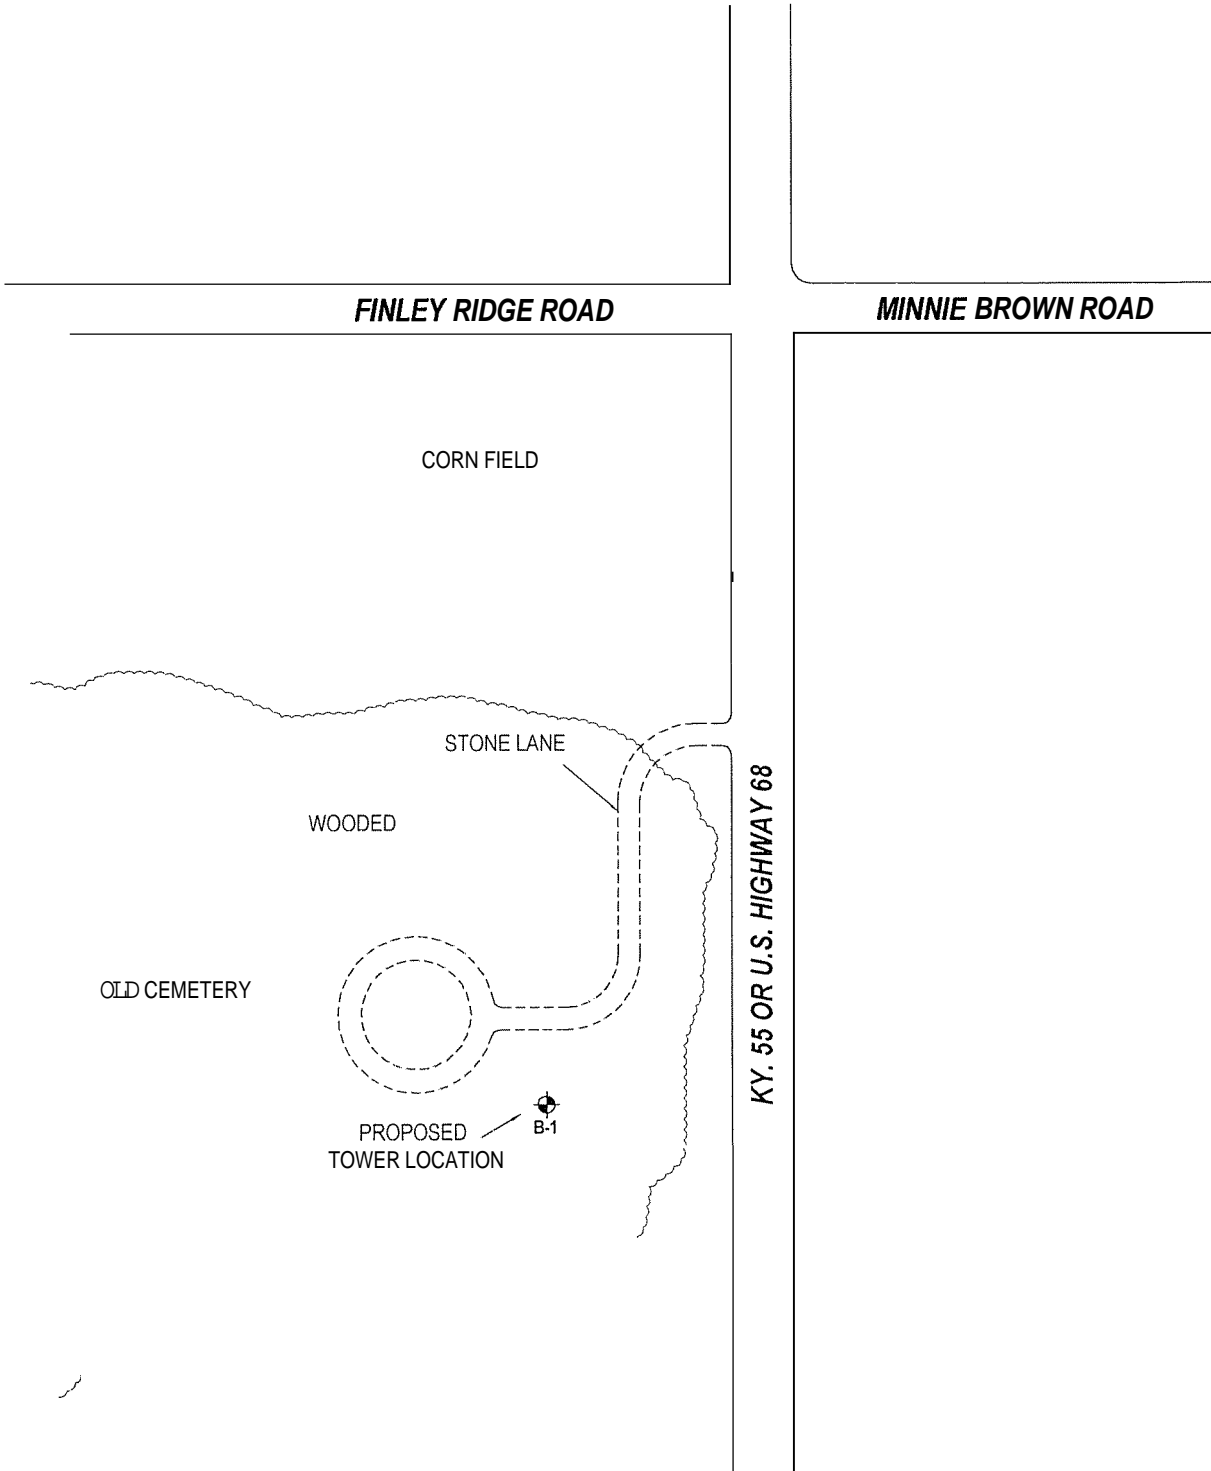 FINLEY RIDGE ROAD
MINNIE BROWN ROAD
CORN FIELD
STONE LANE
WOODED
KY. 55 OR U.S. HIGHWAY 68
OLD CEMETERY
B-1
PROPOSED
TOWER LOCATION